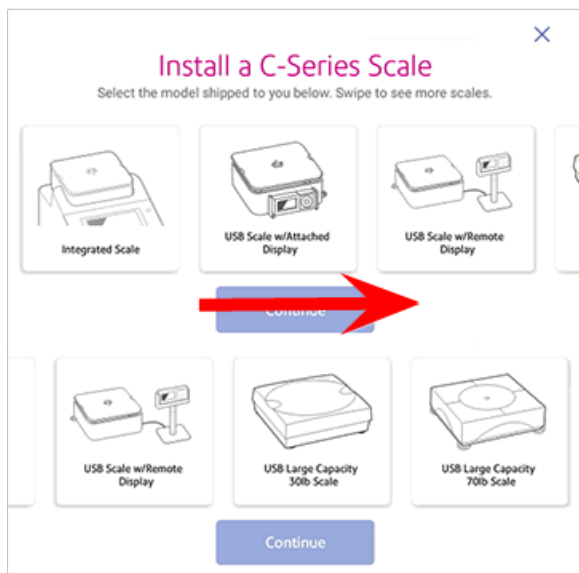 Install a C-Series Scale
Select the model shipped to you below. Swipe to see more scales.
Integrated Scale
USB Scale w/Attached
Display
USB Scale w/Remote
Display
Continue
USB Scale w/Remote
Display
USB Large Capacity
30lb Scale
USB Large Capacity
70lb Scale
Continue